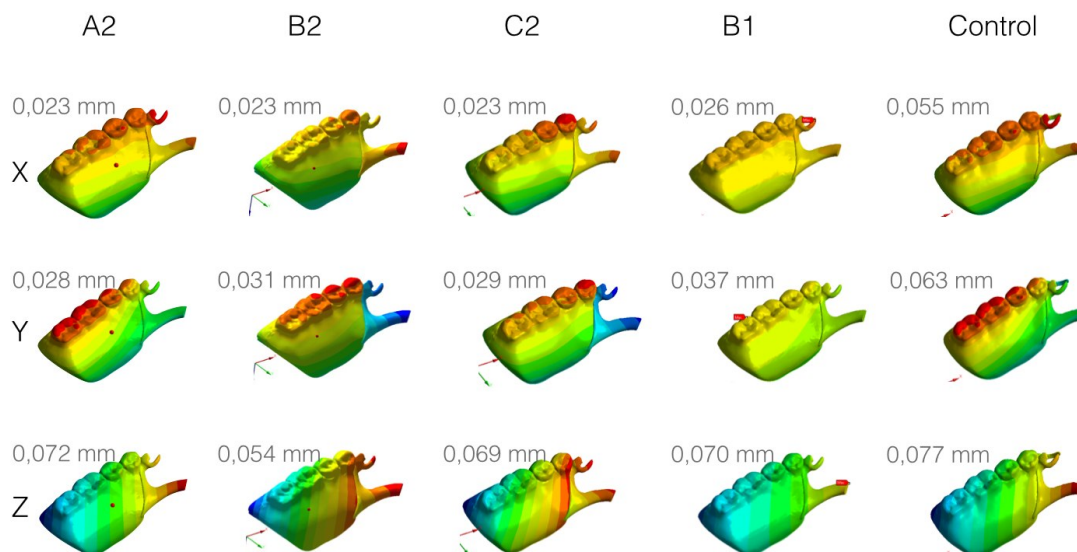 A2 B2 C2 B1 Control
0,023 mm 0,023 mm 0,023 mm 0,026 mm 0,055 mm
X
0,028 mm 0,031 mm 0,029 mm 0,037 mm 0,063 mm
Y
0,072 mm 0,054 mm 0,069 mm 0,070 mm 0,077 mm
Z